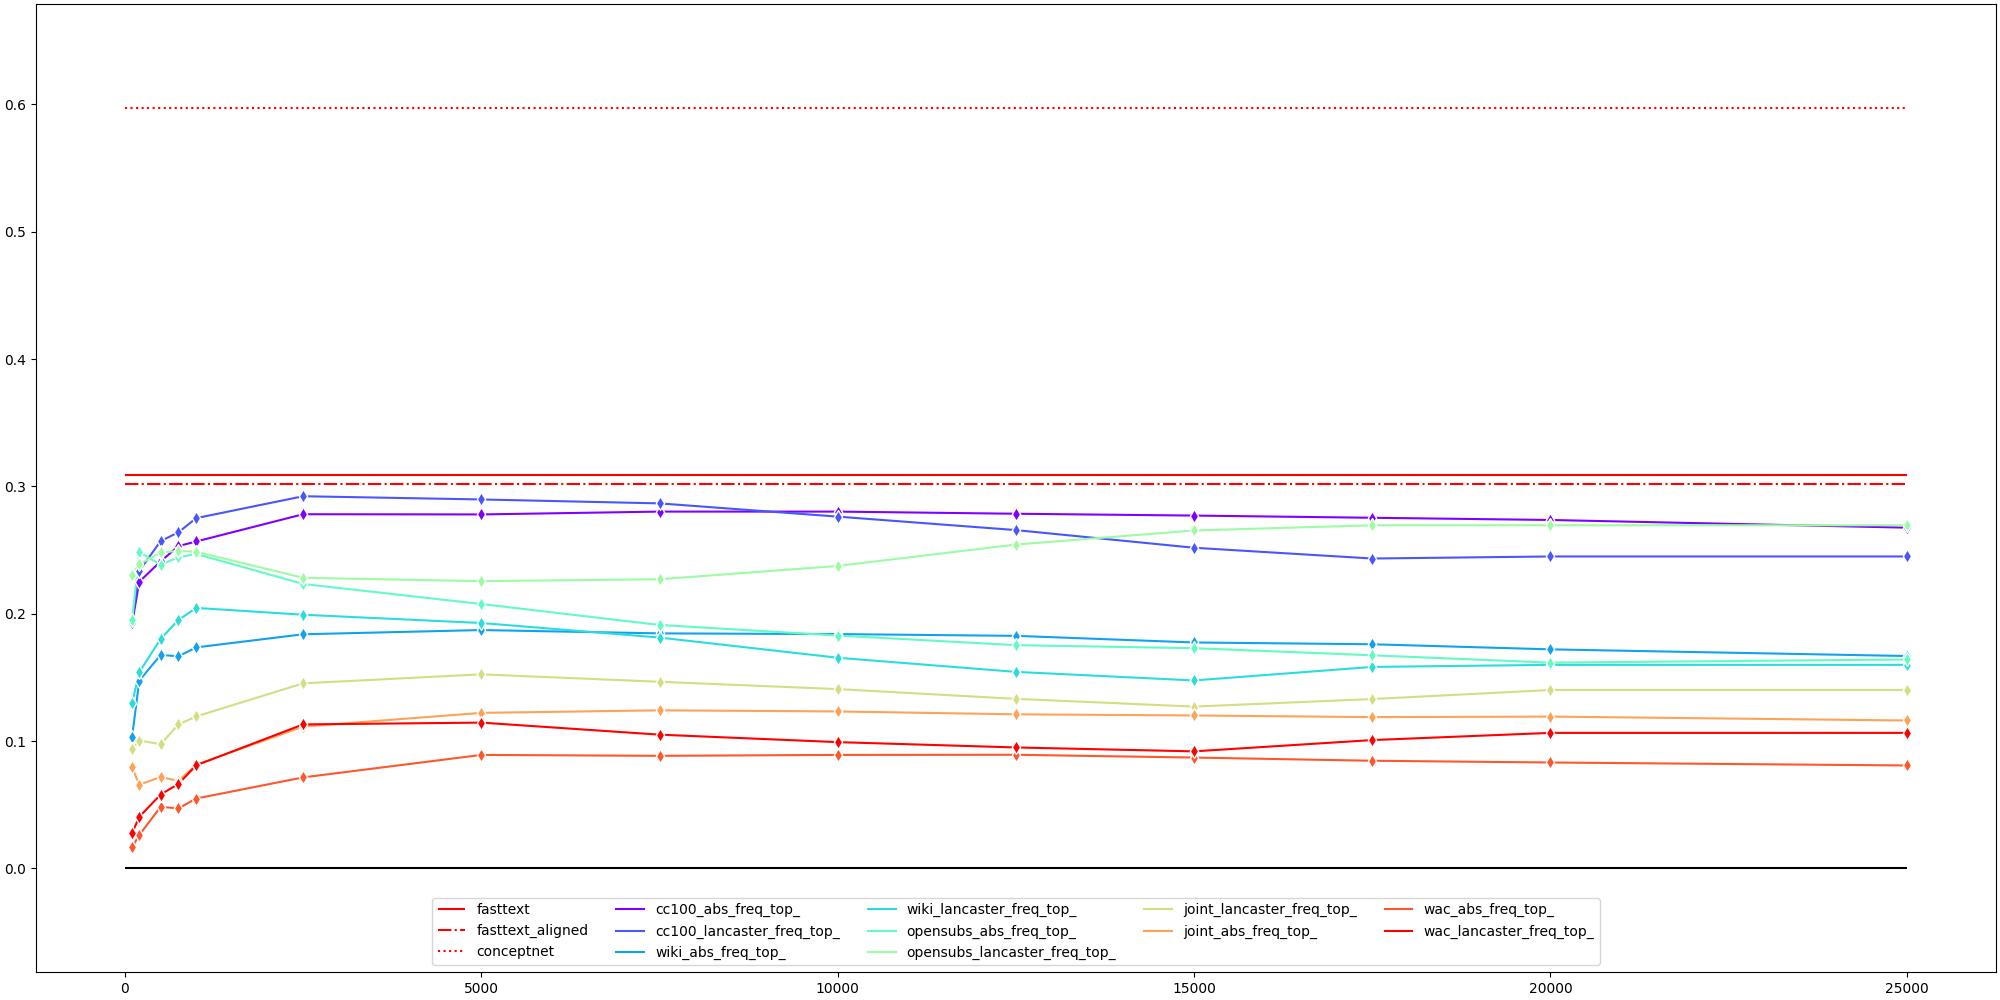 0.6
0.5
0.4
0.3
0.2
0.1
0.0
fasttext
fasttext_aligned
conceptnet
cc100_abs_freq_top_
cc100_lancaster_freq_top_
wiki_abs_freq_top_
wiki_lancaster_freq_top_
opensubs_abs_freq_top_
opensubs_lancaster_freq_top_
joint_lancaster_freq_top_
joint_abs_freq_top_
wac_abs_freq_top_
wac_lancaster_freq_top_
0 5000 10000 15000 20000 25000